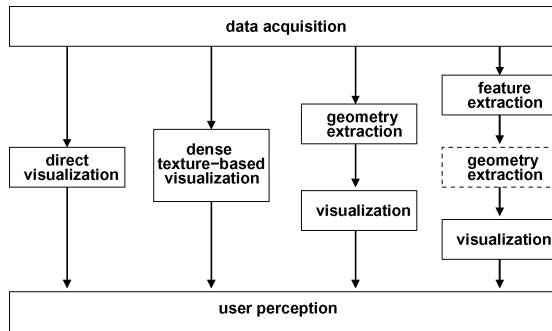 data acquisition
direct
visualization
dense
texture-based
visualization
geometry
extraction
visualization
feature
extraction
geometry
extraction
visualization
user perception